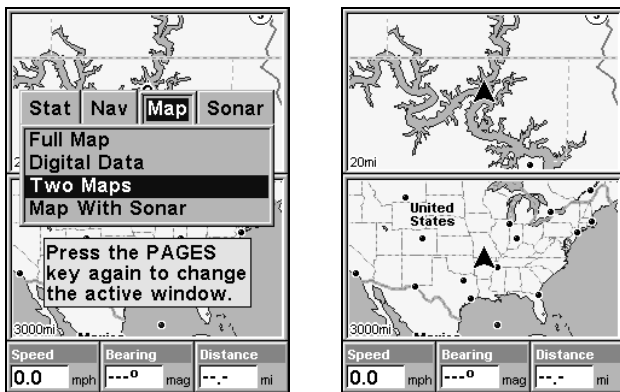 Stat Nav Map Sonar
Full Map
Digital Data
Two Maps
Map With Sonar
Press the PAGES
key again to change
the active window.
3000mi
Speed Bearing Distance
0.0 mph ---º mag --.- mi
20mi
United
States
3000mi
Speed Bearing Distance
0.0 mph ---º mag --.- mi